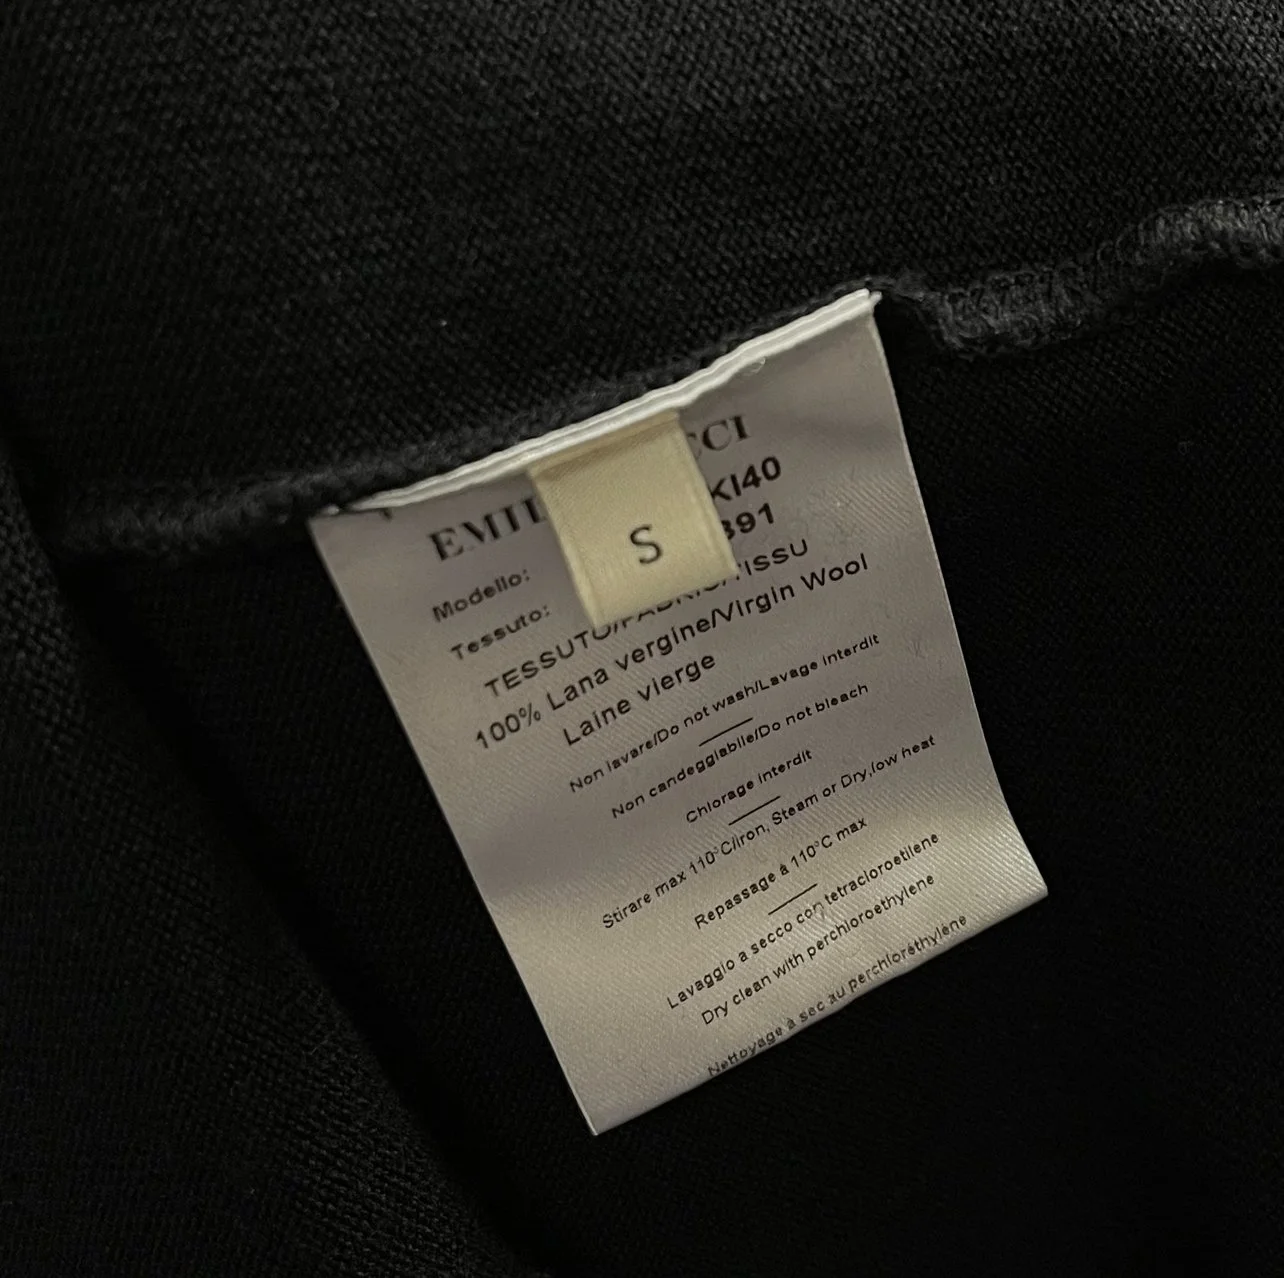 S
EMIL CCI
Modello: KI40
Tessuto: 391
TESSUTO/FABRIC/TISSU
100% Lana vergine/Virgin Wool
Laine vierge
Non lavare/Do not wash/Lavage interdit
Non candeggiabile/Do not bleach
Chlorage interdit
Stirare max 110°C/Iron, Steam or Dry,low heat
Repassage à 110°C max
Lavaggio a secco con tetracloroetilene
Dry clean with perchloroethylene
Nettoyage à sec au perchloréthylène